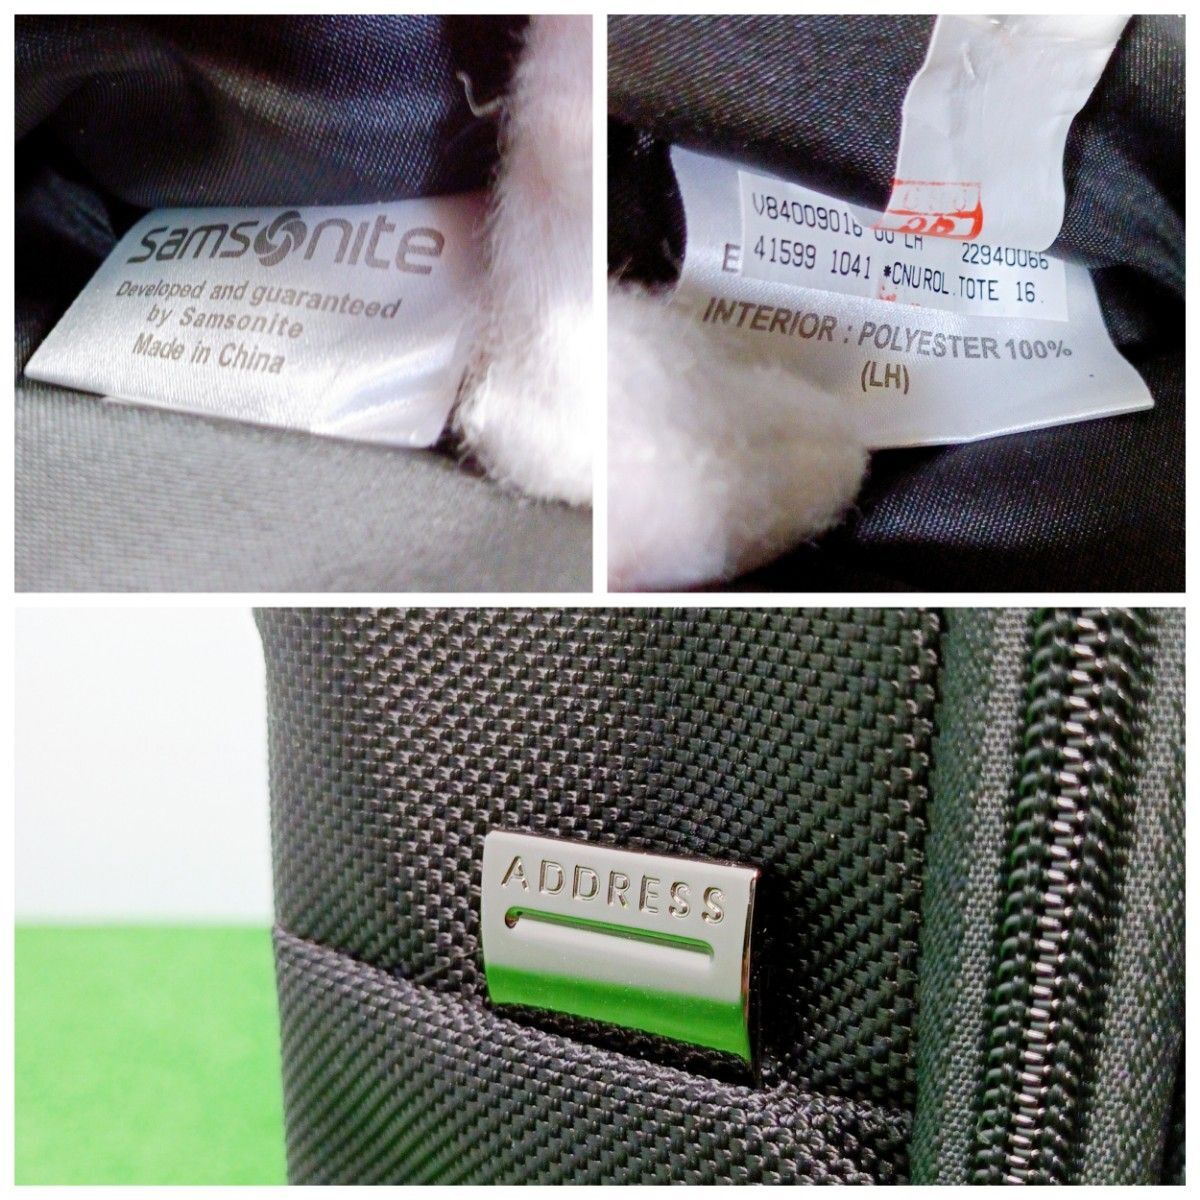 Samsonite
Developed and guaranteed
by Samsonite
Made in China
V84009016 00 LH 22940066
E
41599 1041 *CNUROL.TOTE 16.
INTERIOR : POLYESTER 100%
(LH)
ADDRESS